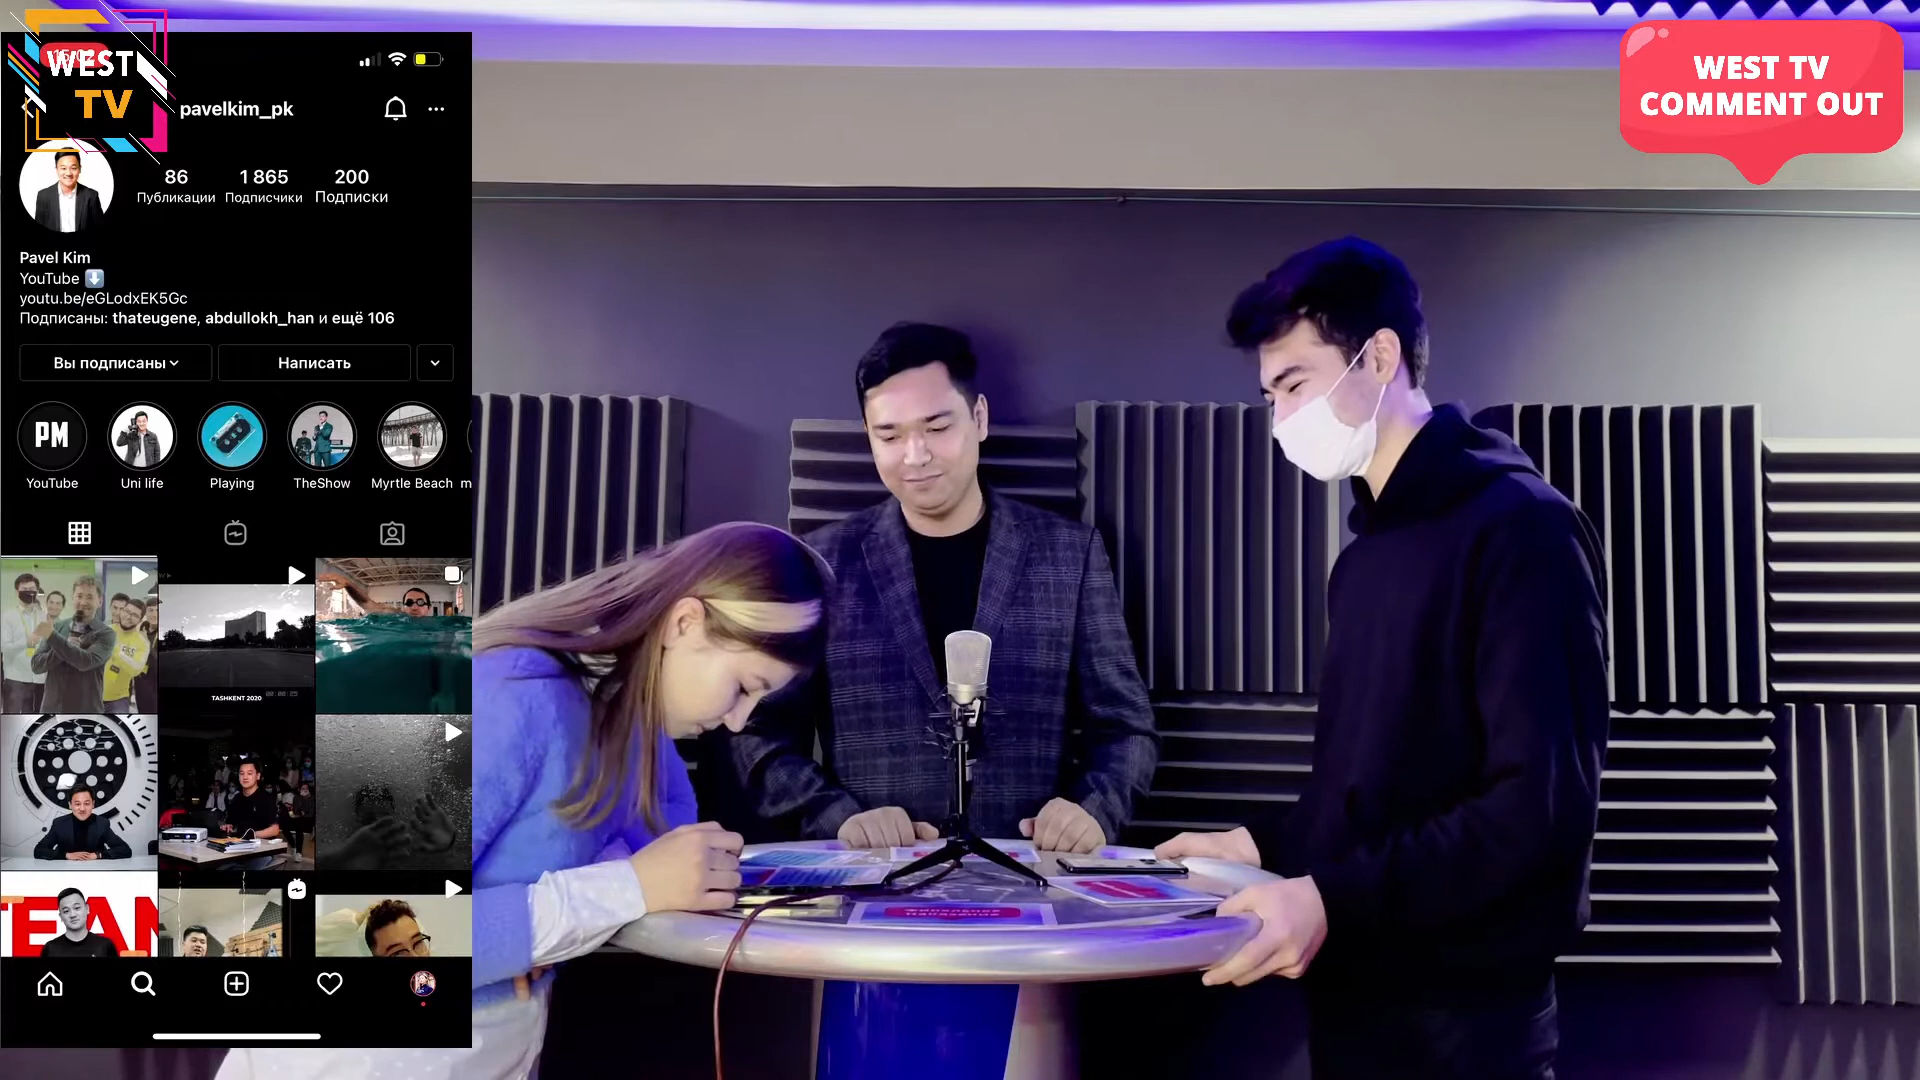 WEST
TV
pavelkim_pk
86
1 865
200
Публикации
Подписчики
Подписки
Pavel Kim
YouTube ⬇️
youtu.be/eGLodxEK5Gc
Подписаны: thateugene, abdullokh_han и ещё 106
Вы подписаны
Написать
PM
YouTube
Uni life
Playing
TheShow
Myrtle Beach
m
TASHKENT 2020
TEAM
WEST TV
COMMENT OUT